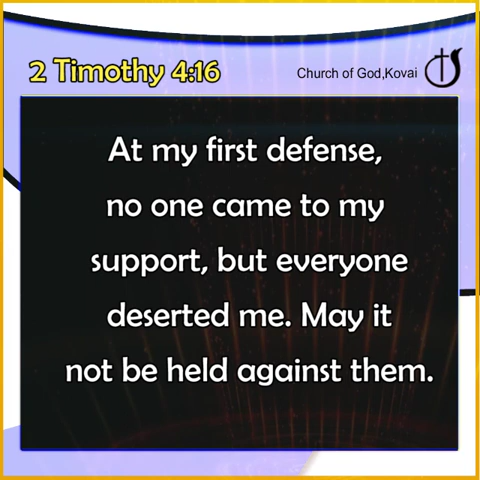 2 Timothy 4:16
Church of God,Kovai
At my first defense,
no one came to my
support, but everyone
deserted me. May it
not be held against them.